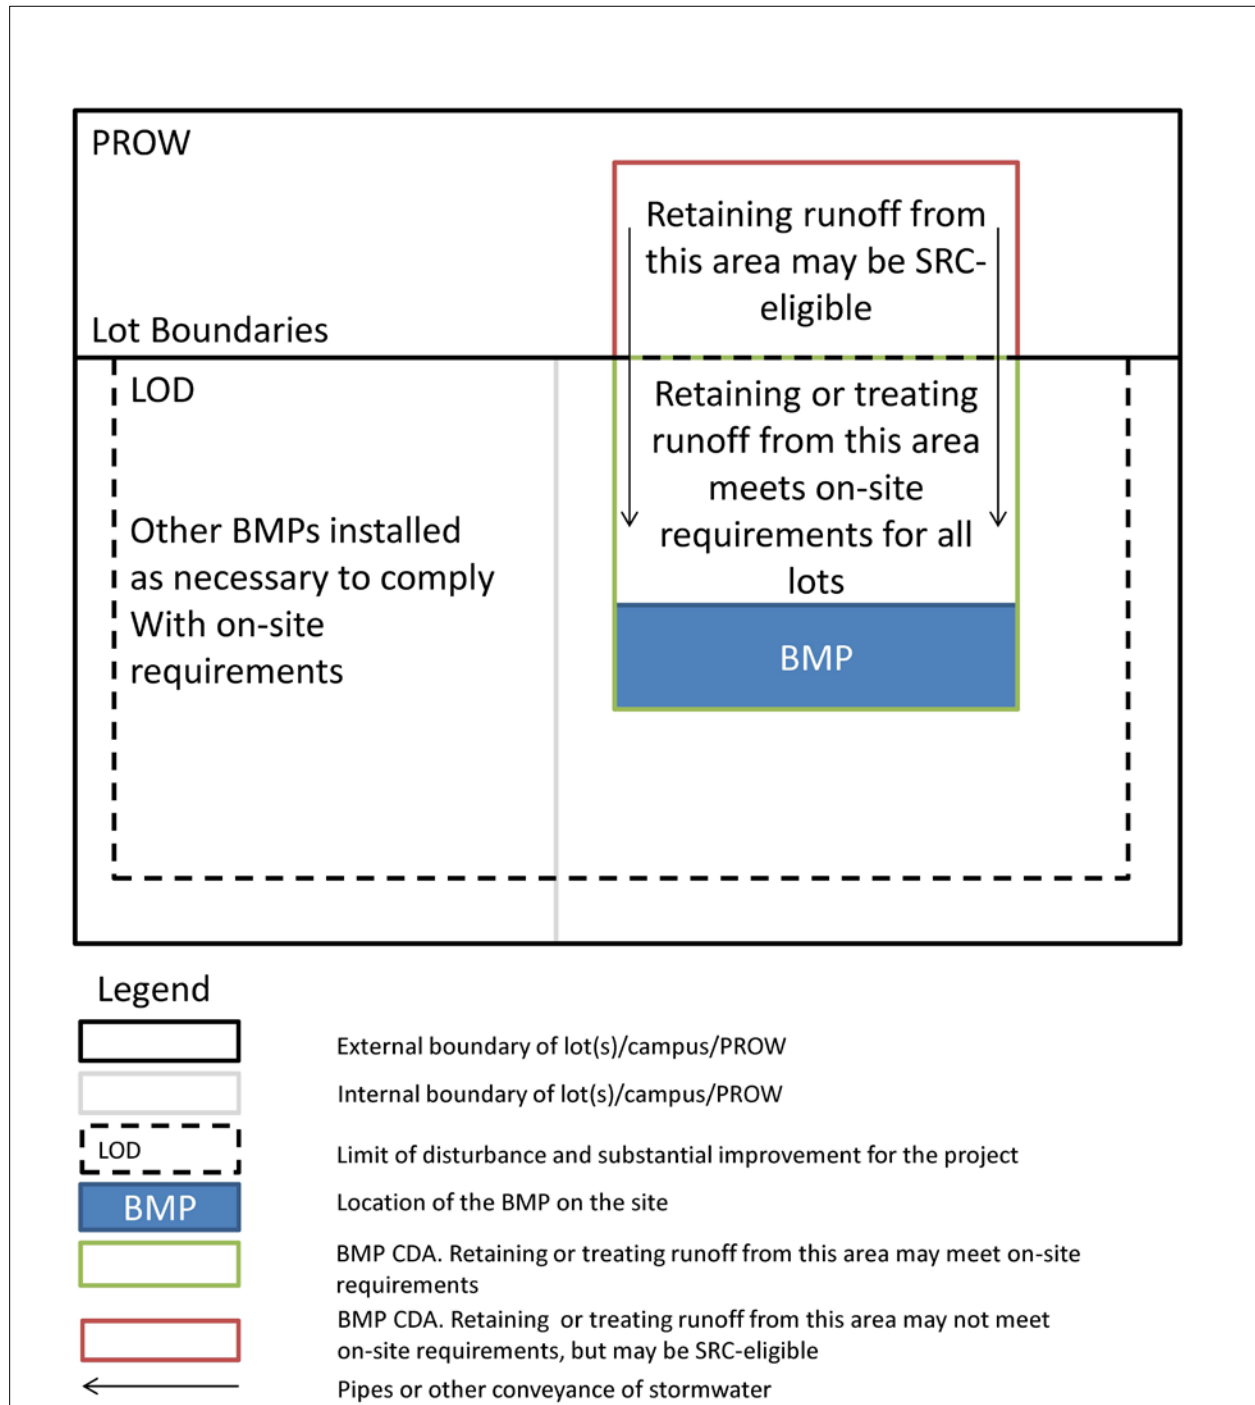 PROW
Retaining runoff from
this area may be SRC-
eligible
Lot Boundaries
LOD
Retaining or treating
runoff from this area
meets on-site
requirements for all
lots
Other BMPs installed
as necessary to comply
With on-site
requirements
BMP
Legend
External boundary of lot(s)/campus/PROW
Internal boundary of lot(s)/campus/PROW
LOD
Limit of disturbance and substantial improvement for the project
BMP
Location of the BMP on the site
BMP CDA. Retaining or treating runoff from this area may meet on-site
requirements
BMP CDA. Retaining or treating runoff from this area may not meet
on-site requirements, but may be SRC-eligible
Pipes or other conveyance of stormwater